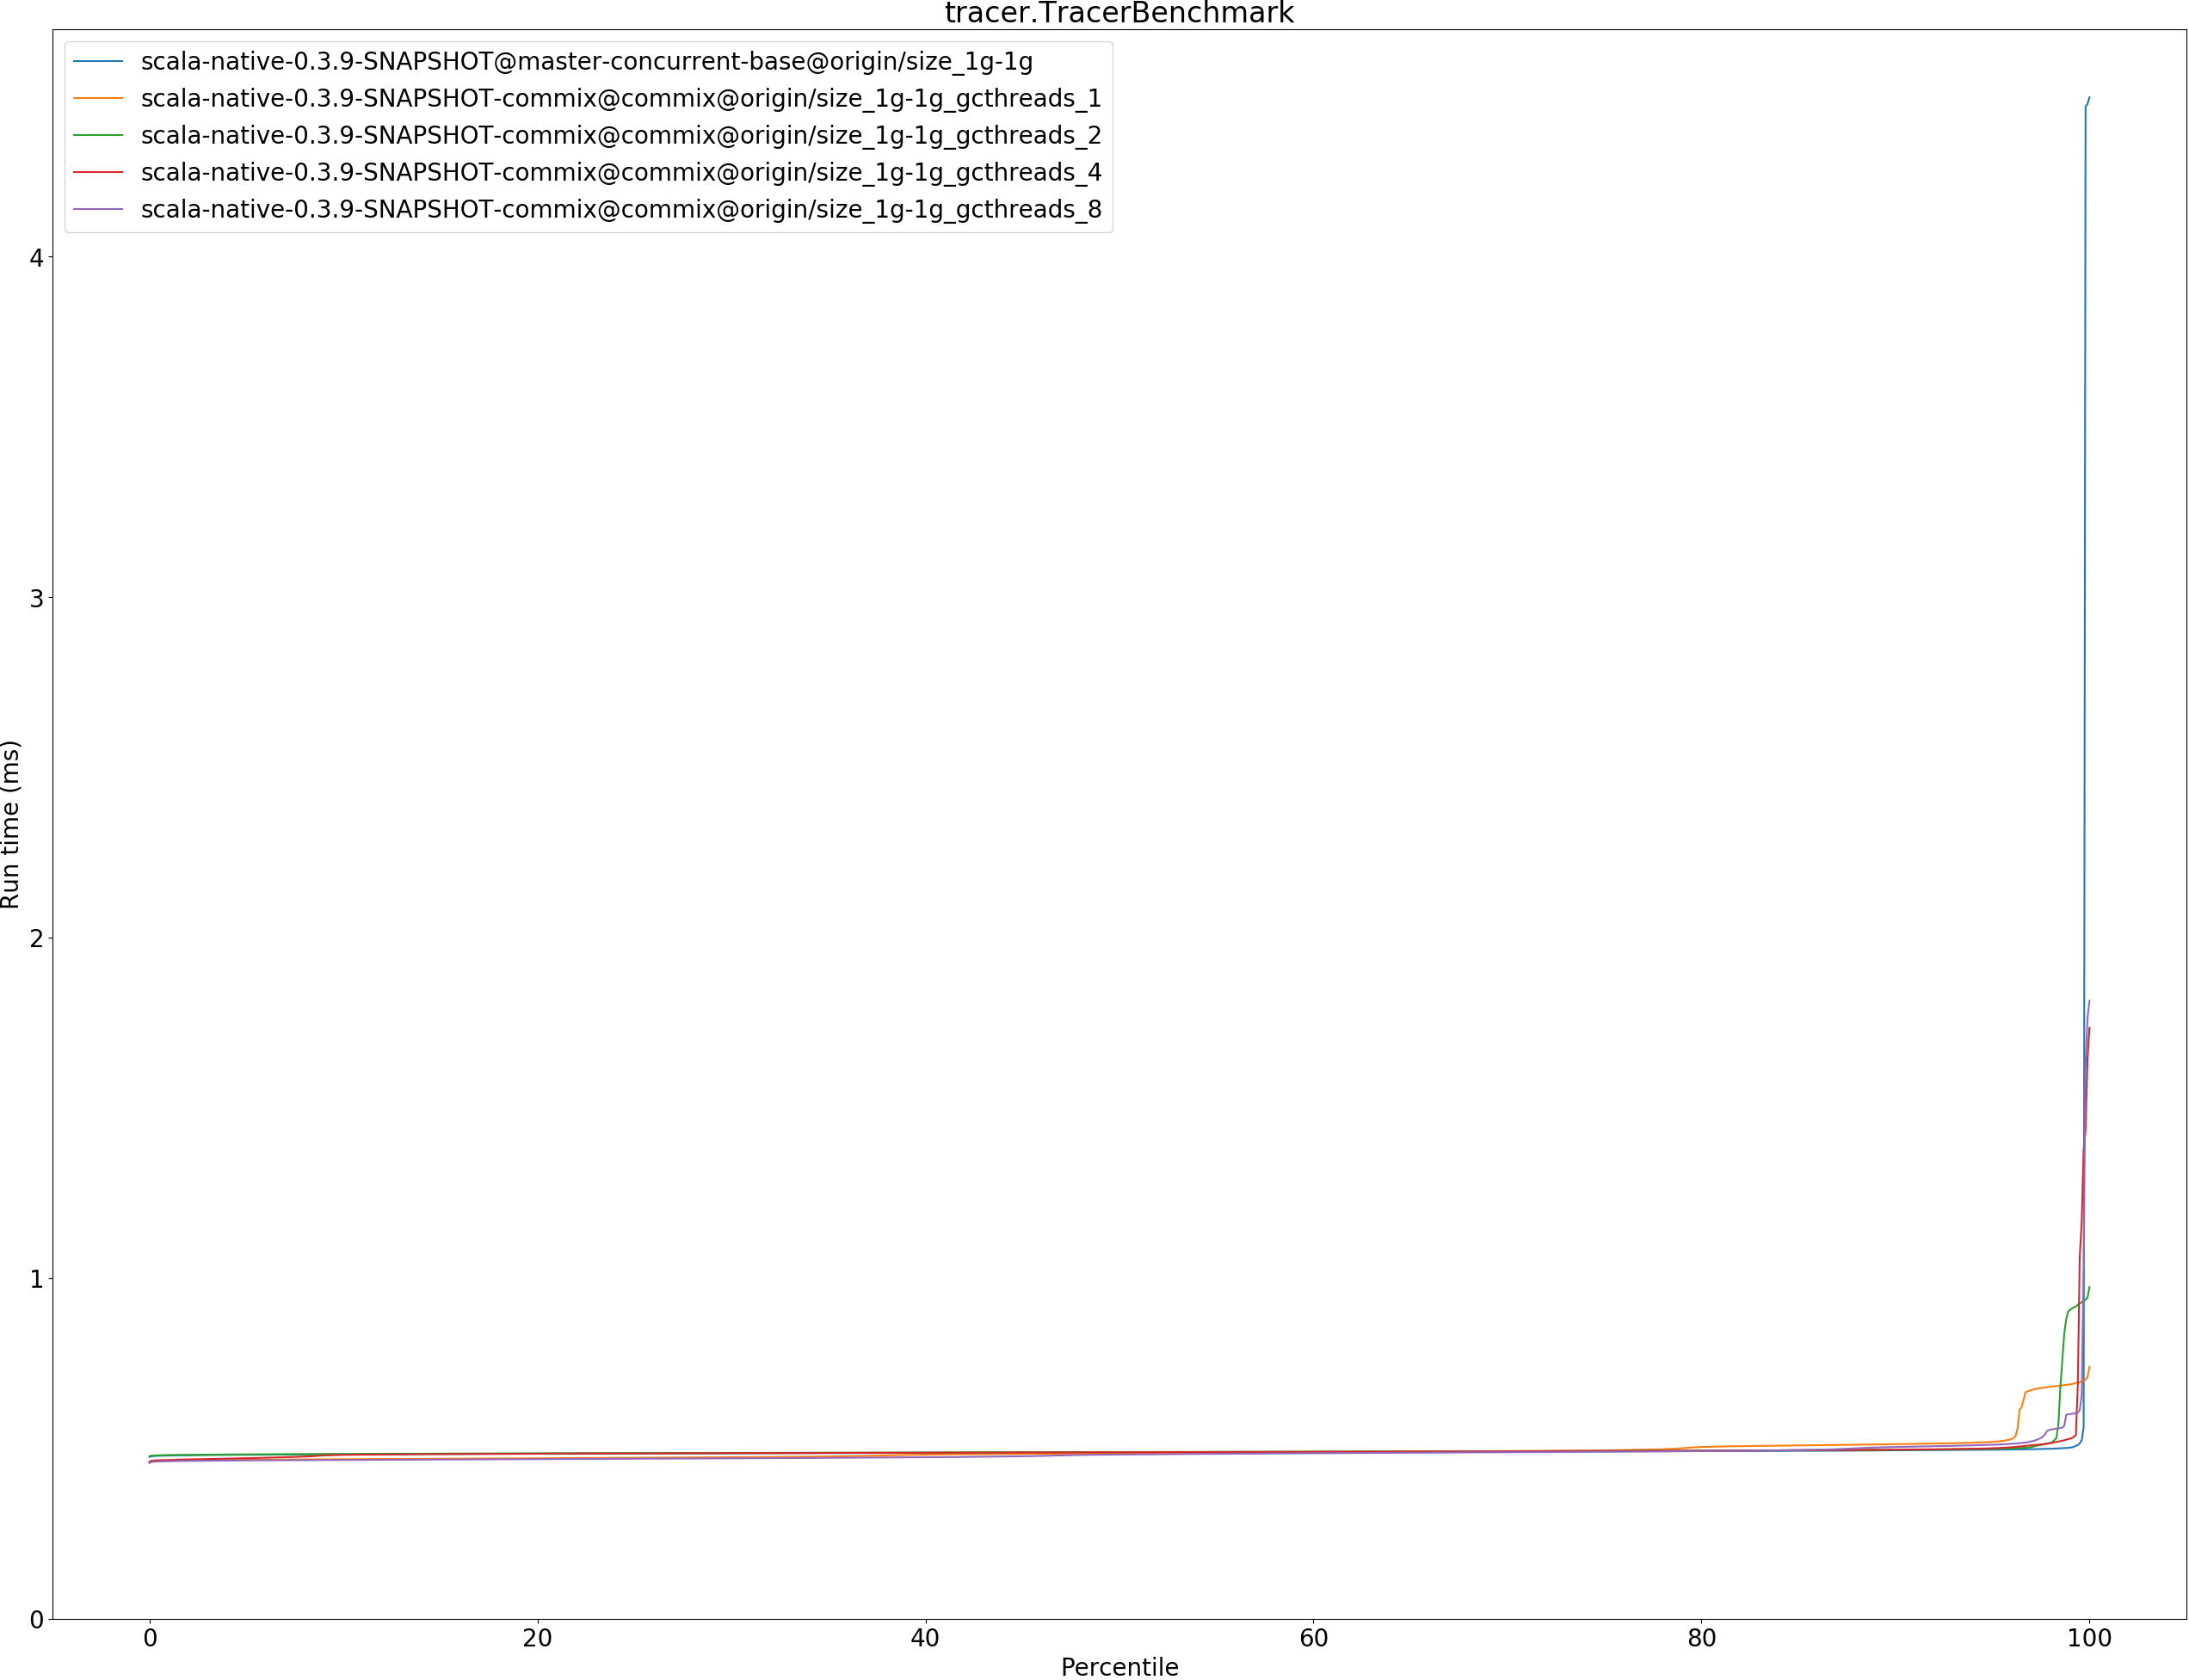 tracer.TracerBenchmark
scala-native-0.3.9-SNAPSHOT@master-concurrent-base@origin/size_1g-1g
scala-native-0.3.9-SNAPSHOT-commix@commix@origin/size_1g-1g_gcthreads_1
scala-native-0.3.9-SNAPSHOT-commix@commix@origin/size_1g-1g_gcthreads_2
scala-native-0.3.9-SNAPSHOT-commix@commix@origin/size_1g-1g_gcthreads_4
scala-native-0.3.9-SNAPSHOT-commix@commix@origin/size_1g-1g_gcthreads_8
4
3
2
1
0
Run time (ms)
0 20 40 60 80 100
Percentile